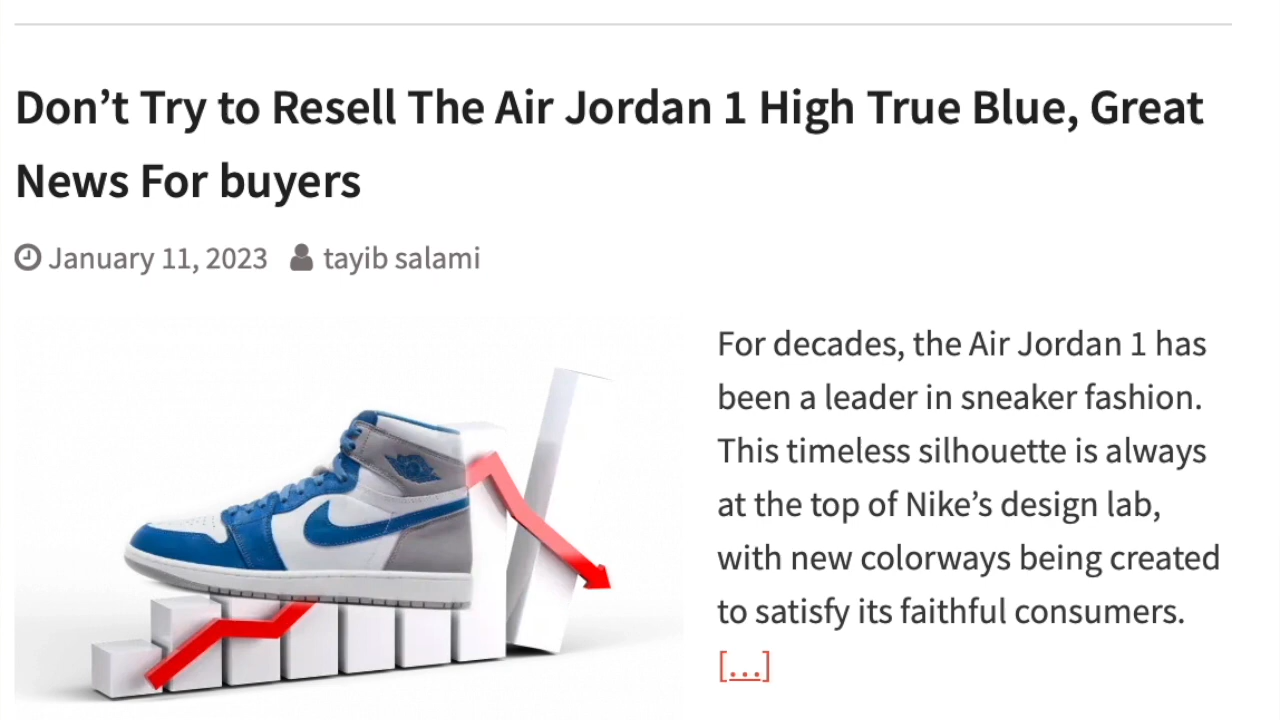 Don’t Try to Resell The Air Jordan 1 High True Blue, Great
News For buyers
January 11, 2023 tayib salami
For decades, the Air Jordan 1 has
been a leader in sneaker fashion.
This timeless silhouette is always
at the top of Nike’s design lab,
with new colorways being created
to satisfy its faithful consumers.
[…]